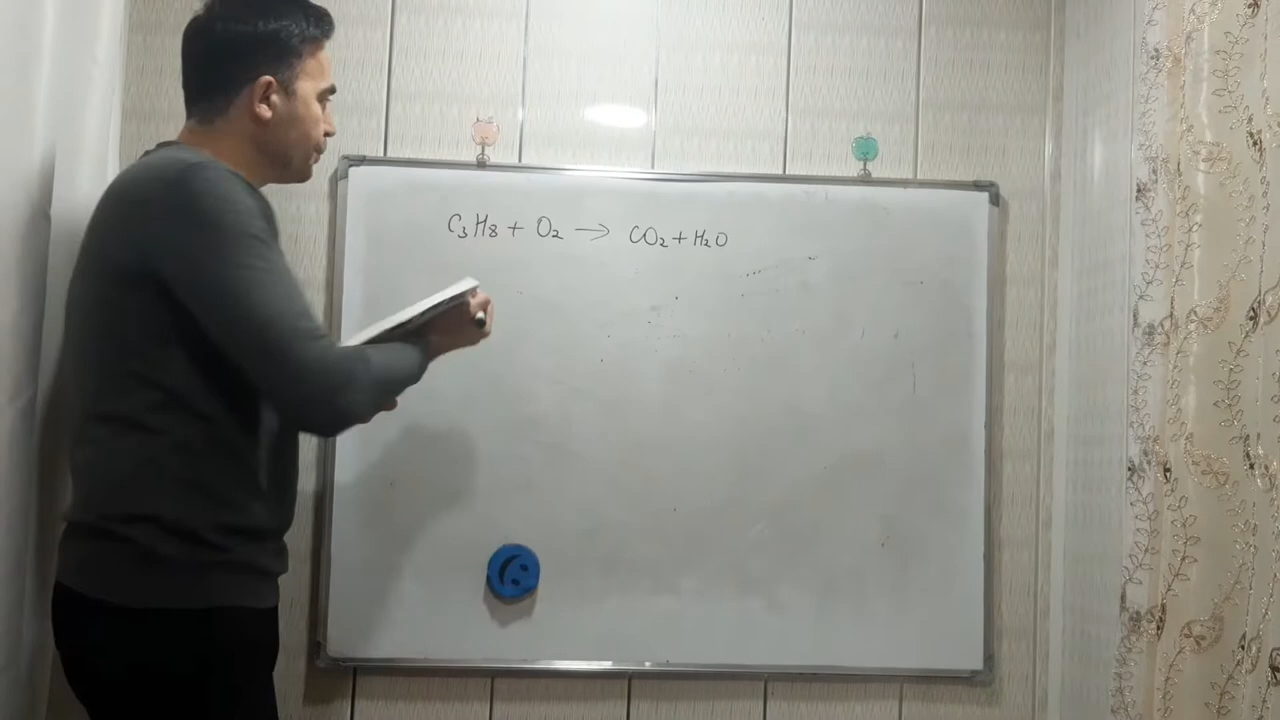 C₃H₈ + O₂ → CO₂ + H₂O